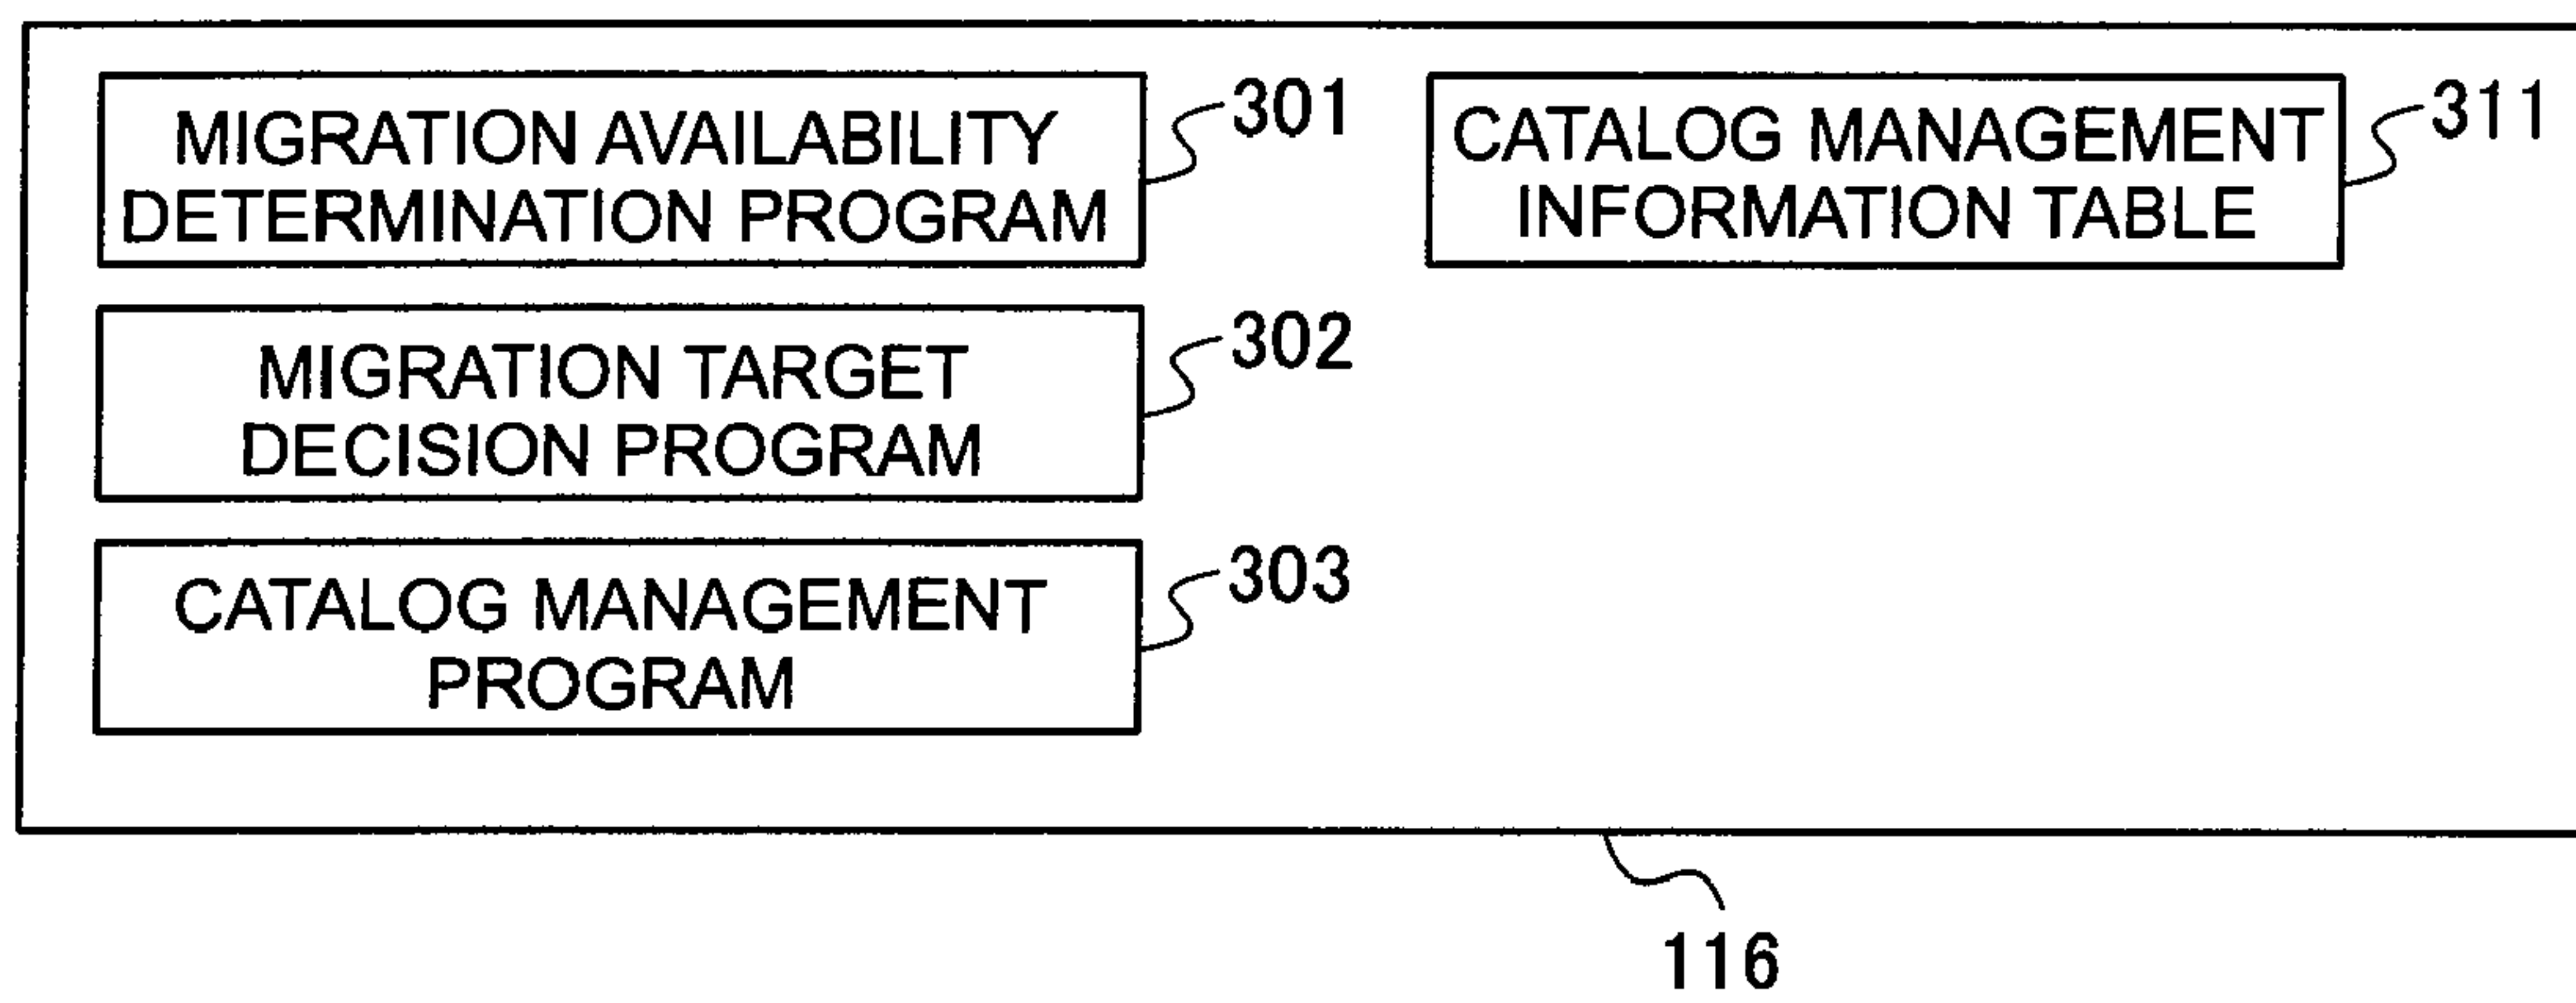 MIGRATION AVAILABILITY
DETERMINATION PROGRAM
301
CATALOG MANAGEMENT
INFORMATION TABLE
311
MIGRATION TARGET
DECISION PROGRAM
302
CATALOG MANAGEMENT
PROGRAM
303
116